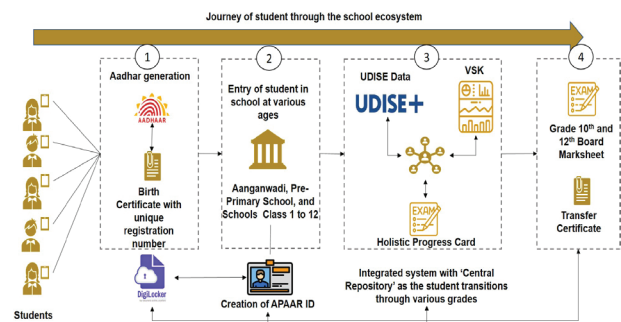 Journey of student through the school ecosystem
1
Aadhar generation
AADHAAR
Birth
Certificate with
unique
registration
number
DigiLocker
2
Entry of student in
school at various
ages
Aanganwadi, Pre-
Primary School, and
Schools Class 1 to 12
Creation of APAAR ID
3
UDISE Data
UDISE+
VSK
EXAM
Holistic Progress Card
Integrated system with ‘Central
Repository’ as the student transitions
through various grades
4
EXAM
Grade 10th and
12th Board
Marksheet
Transfer
Certificate
Students